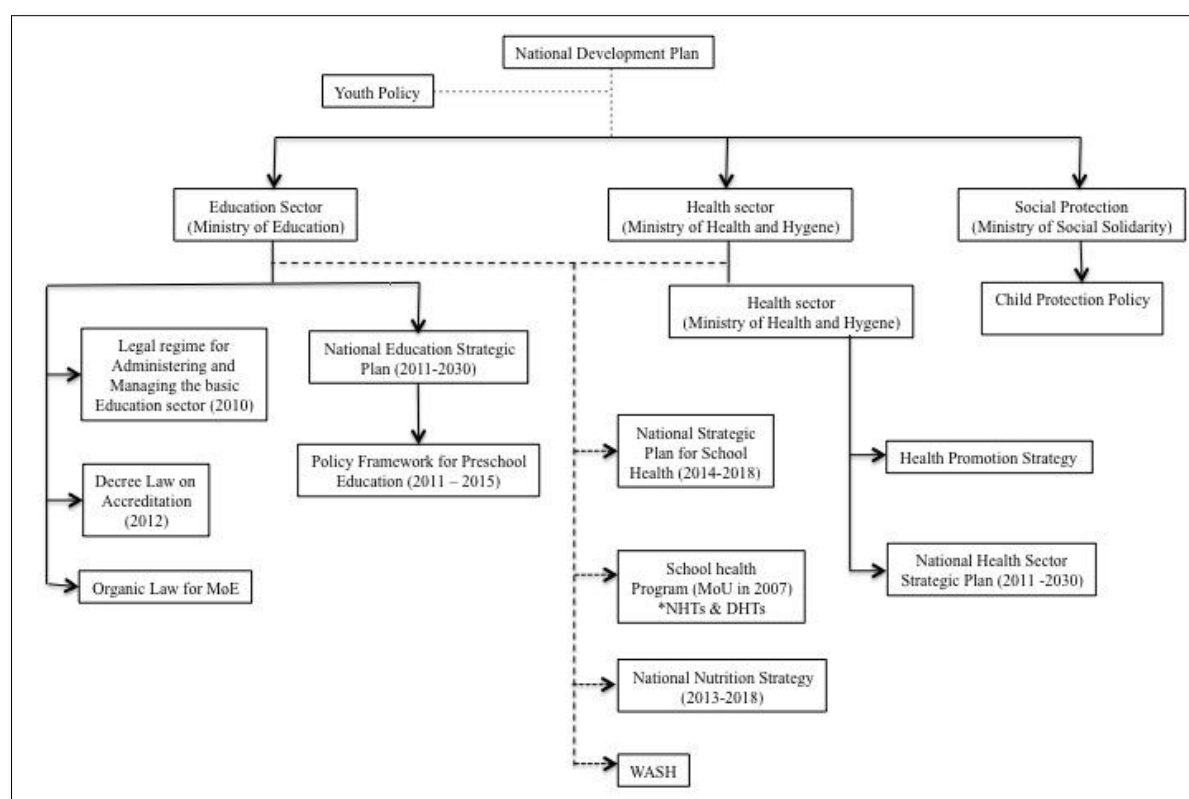 National Development Plan
Youth Policy
Education Sector
(Ministry of Education)
Health sector
(Ministry of Health and Hygene)
Social Protection
(Ministry of Social Solidarity)
Health sector
(Ministry of Health and Hygene)
Child Protection Policy
Legal regime for
Administering and
Managing the basic
Education sector (2010)
National Education Strategic
Plan (2011-2030)
National Strategic
Plan for School
Health (2014-2018)
Health Promotion Strategy
Policy Framework for Preschool
Education (2011 – 2015)
Decree Law on
Accreditation
(2012)
School health
Program (MoU in 2007)
*NHTs & DHTs
National Health Sector
Strategic Plan (2011 -2030)
Organic Law for MoE
National Nutrition Strategy
(2013-2018)
WASH